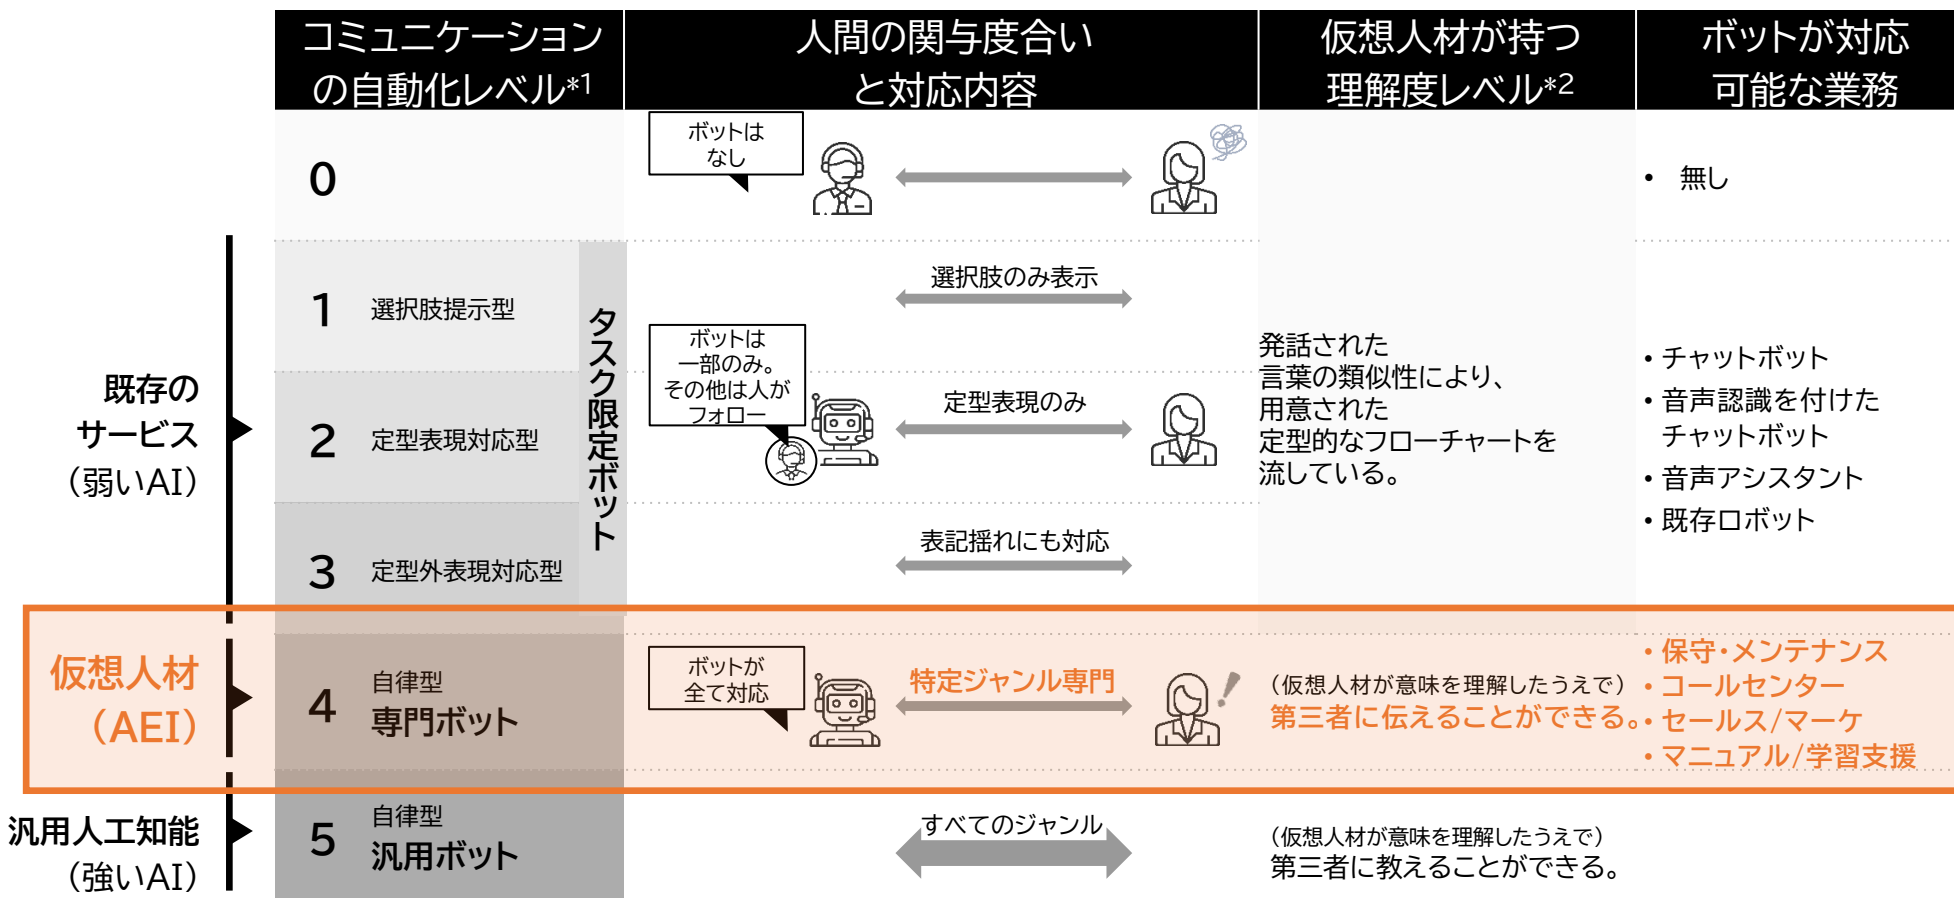 コミュニケーション
の自動化レベル*1
人間の関与度合い
と対応内容
仮想人材が持つ
理解度レベル*2
ボットが対応
可能な業務
0
ボットは
なし
• 無し
既存の
サービス
（弱いAI）
1 選択肢提示型
2 定型表現対応型
3 定型外表現対応型
タスク限定ボット
ボットは
一部のみ。
その他は人が
フォロー
選択肢のみ表示
定型表現のみ
表記揺れにも対応
発話された
言葉の類似性により、
用意された
定型的なフローチャートを
流している。
• チャットボット
• 音声認識を付けた
チャットボット
• 音声アシスタント
• 既存ロボット
仮想人材
（AEI）
4
自律型
専門ボット
ボットが
全て対応
特定ジャンル専門
（仮想人材が意味を理解したうえで）
第三者に伝えることができる。
• 保守・メンテナンス
• コールセンター
• セールス/マーケ
• マニュアル/学習支援
汎用人工知能
（強いAI）
5
自律型
汎用ボット
すべてのジャンル
（仮想人材が意味を理解したうえで）
第三者に教えることができる。